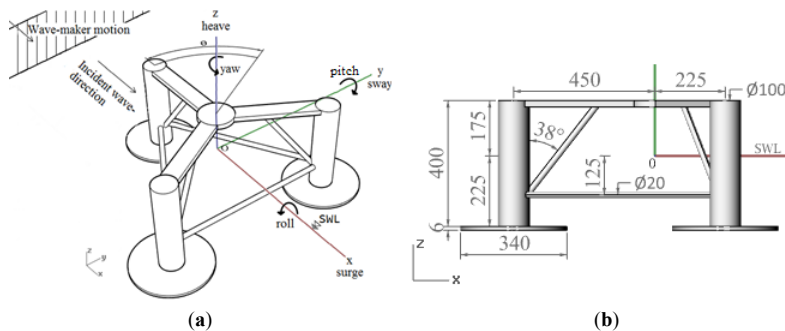 Wave-maker motion
Incident wave-
direction
z
heave
yaw
pitch
y
sway
O
roll
SWL
x
surge
z
y
x
(a)
450
225
Ø100
400
175
225
38°
125
0
SWL
Ø20
6
340
z
x
(b)